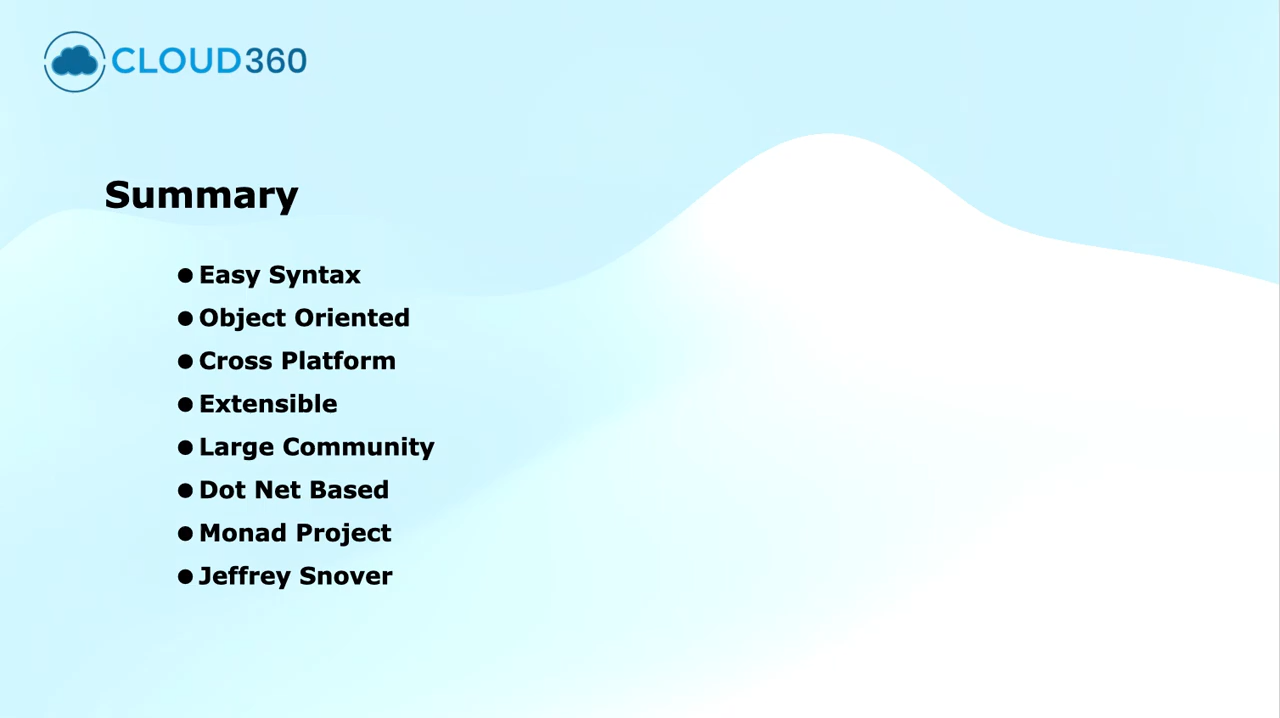 CLOUD360
Summary
● Easy Syntax
● Object Oriented
● Cross Platform
● Extensible
● Large Community
● Dot Net Based
● Monad Project
● Jeffrey Snover